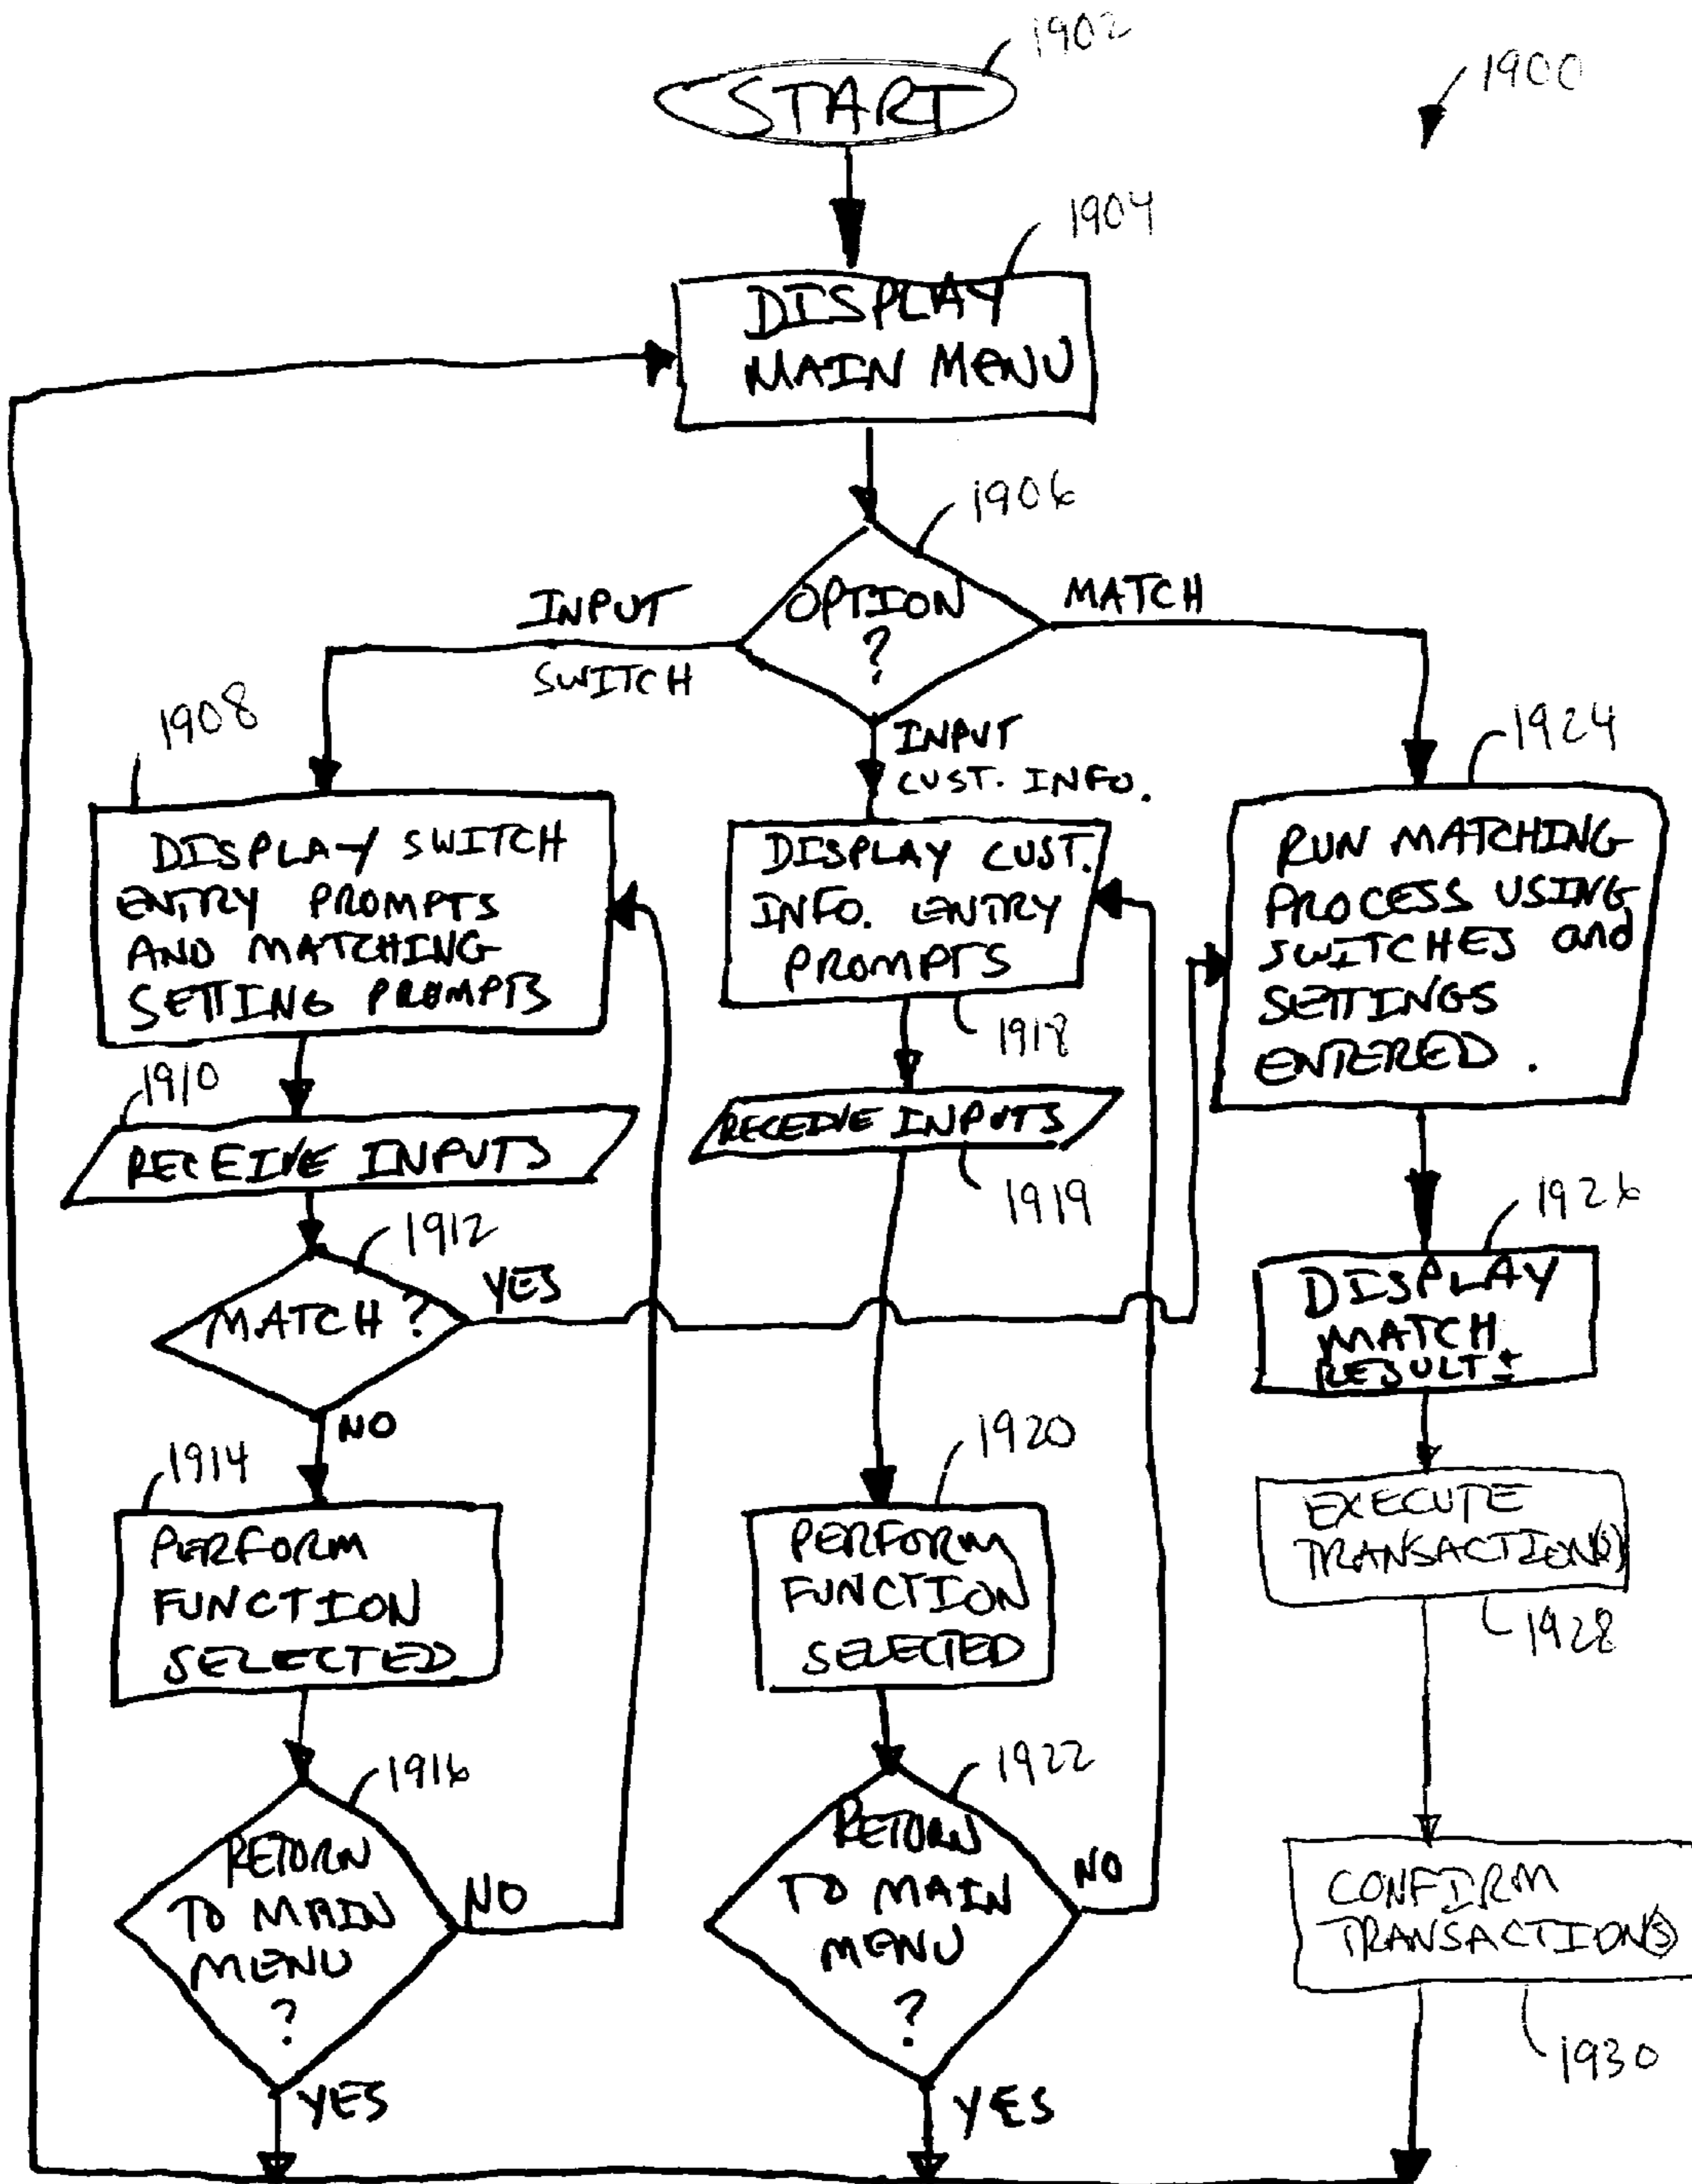 1902
START
1900
1904
DISPLAY
MAIN MENU
1906
OPTION
?
INPUT
SWITCH
MATCH
INPUT
CUST. INFO.
1908
DISPLAY SWITCH
ENTRY PROMPTS
AND MATCHING
SETTING PROMPTS
1910
RECEIVE INPUTS
1912
MATCH ?
YES
NO
1914
PERFORM
FUNCTION
SELECTED
1916
RETURN
TO MAIN
MENU
?
NO
YES
DISPLAY CUST.
INFO. ENTRY
PROMPTS
1918
RECEIVE INPUTS
1919
1920
PERFORM
FUNCTION
SELECTED
1922
RETURN
TO MAIN
MENU
?
NO
YES
1924
RUN MATCHING
PROCESS USING
SWITCHES and
SETTINGS
ENTERED .
1926
DISPLAY
MATCH
RESULTS
EXECUTE
TRANSACTION(S)
1928
CONFIRM
TRANSACTION(S)
1930